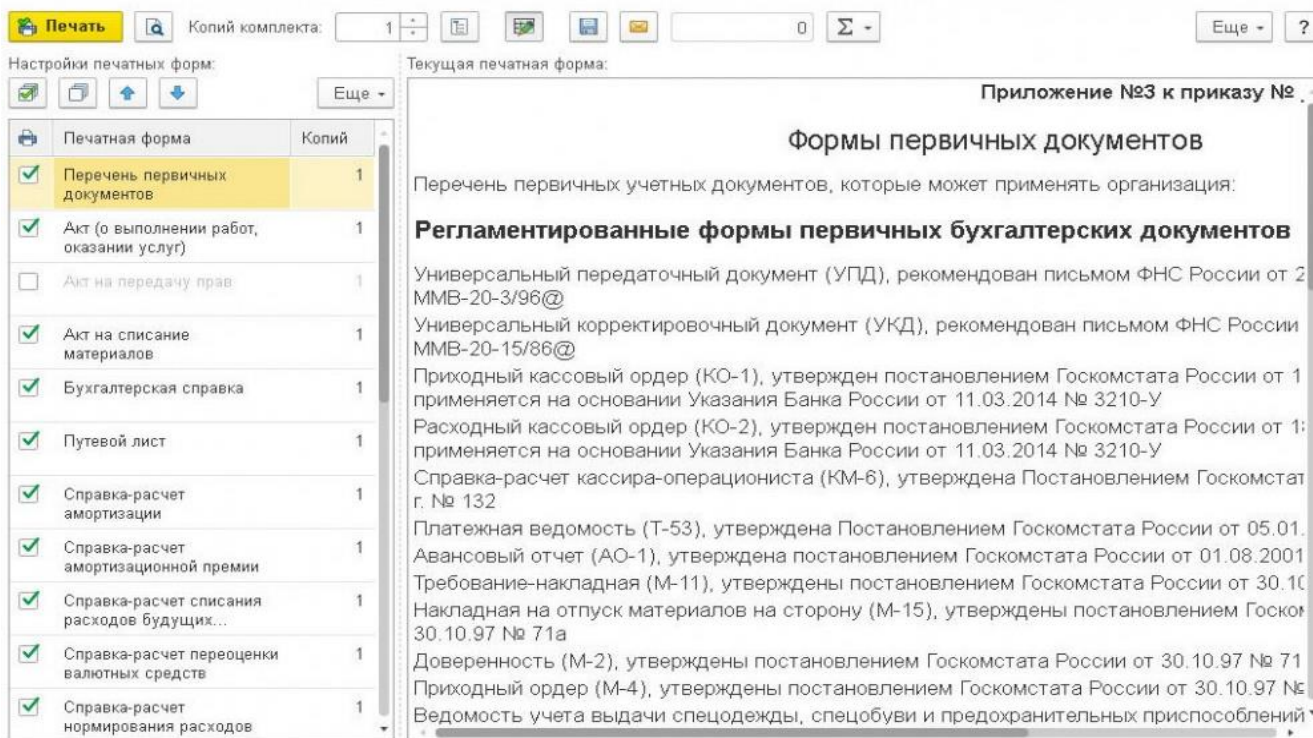 Печать
Копий комплекта:
1
0
Σ
Еще
?
Настройки печатных форм:
Еще
Печатная форма
Копий
Перечень первичных
документов
1
Акт (о выполнении работ,
оказании услуг)
1
Акт на передачу прав
1
Акт на списание
материалов
1
Бухгалтерская справка
1
Путевой лист
1
Справка-расчет
амортизации
1
Справка-расчет
амортизационной премии
1
Справка-расчет списания
расходов будущих...
1
Справка-расчет переоценки
валютных средств
1
Справка-расчет
нормирования расходов
1
Текущая печатная форма:
Приложение №3 к приказу №
Формы первичных документов
Перечень первичных учетных документов, которые может применять организация:
Регламентированные формы первичных бухгалтерских документов
Универсальный передаточный документ (УПД), рекомендован письмом ФНС России от 2
ММВ-20-3/96@
Универсальный корректировочный документ (УКД), рекомендован письмом ФНС России
ММВ-20-15/86@
Приходный кассовый ордер (КО-1), утвержден постановлением Госкомстата России от 1
применяется на основании Указания Банка России от 11.03.2014 № 3210-У
Расходный кассовый ордер (КО-2), утвержден постановлением Госкомстата России от 1
применяется на основании Указания Банка России от 11.03.2014 № 3210-У
Справка-расчет кассира-операциониста (КМ-6), утверждена Постановлением Госкомстат
г. № 132
Платежная ведомость (Т-53), утверждена Постановлением Госкомстата России от 05.01.
Авансовый отчет (АО-1), утверждена постановлением Госкомстата России от 01.08.2001
Требование-накладная (М-11), утверждены постановлением Госкомстата России от 30.10
Накладная на отпуск материалов на сторону (М-15), утверждены постановлением Госком
30.10.97 № 71а
Доверенность (М-2), утверждены постановлением Госкомстата России от 30.10.97 № 71
Приходный ордер (М-4), утверждены постановлением Госкомстата России от 30.10.97 №
Ведомость учета выдачи спецодежды, спецобуви и предохранительных приспособлений